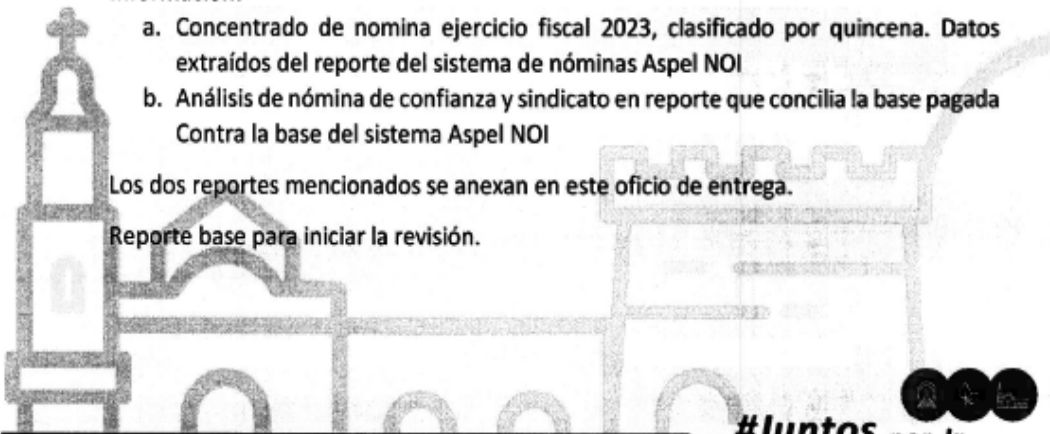 a. Concentrado de nomina ejercicio fiscal 2023, clasificado por quincena. Datos
extraídos del reporte del sistema de nóminas Aspel NOI
b. Análisis de nómina de confianza y sindicato en reporte que concilia la base pagada
Contra la base del sistema Aspel NOI
Los dos reportes mencionados se anexan en este oficio de entrega.
Reporte base para iniciar la revisión.
#Juntos